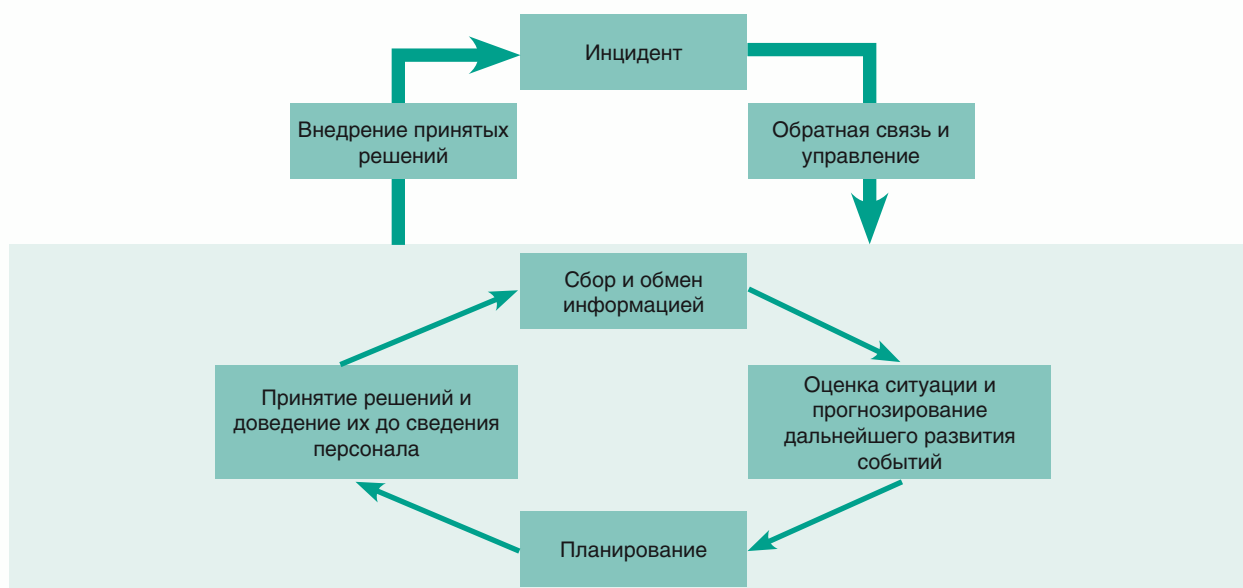 Инцидент
Внедрение принятых
решений
Обратная связь и
управление
Сбор и обмен
информацией
Принятие решений и
доведение их до сведения
персонала
Оценка ситуации и
прогнозирование
дальнейшего развития
событий
Планирование